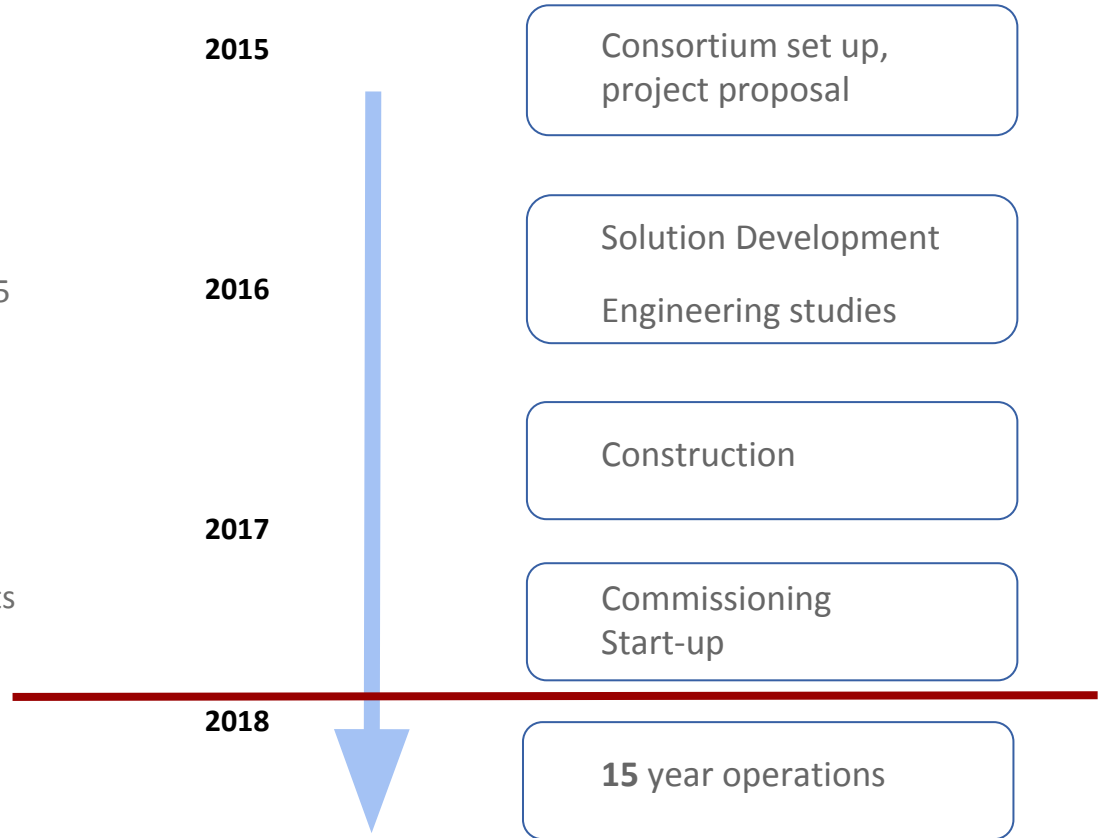 2015
Consortium set up,
project proposal
Solution Development
5
2016
Engineering studies
Construction
2017
Commissioning
Start-up
2018
15 year operations